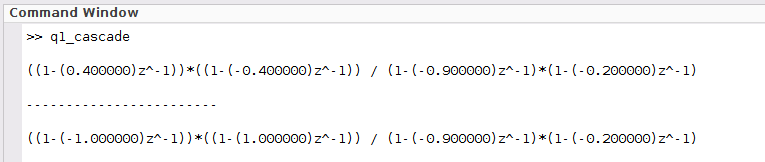 Command Window
>> q1_cascade
((1-(0.400000)z^-1))*((1-(-0.400000)z^-1)) / (1-(-0.900000)z^-1)*(1-(-0.200000)z^-1)
------------------------
((1-(-1.000000)z^-1))*((1-(1.000000)z^-1)) / (1-(-0.900000)z^-1)*(1-(-0.200000)z^-1)